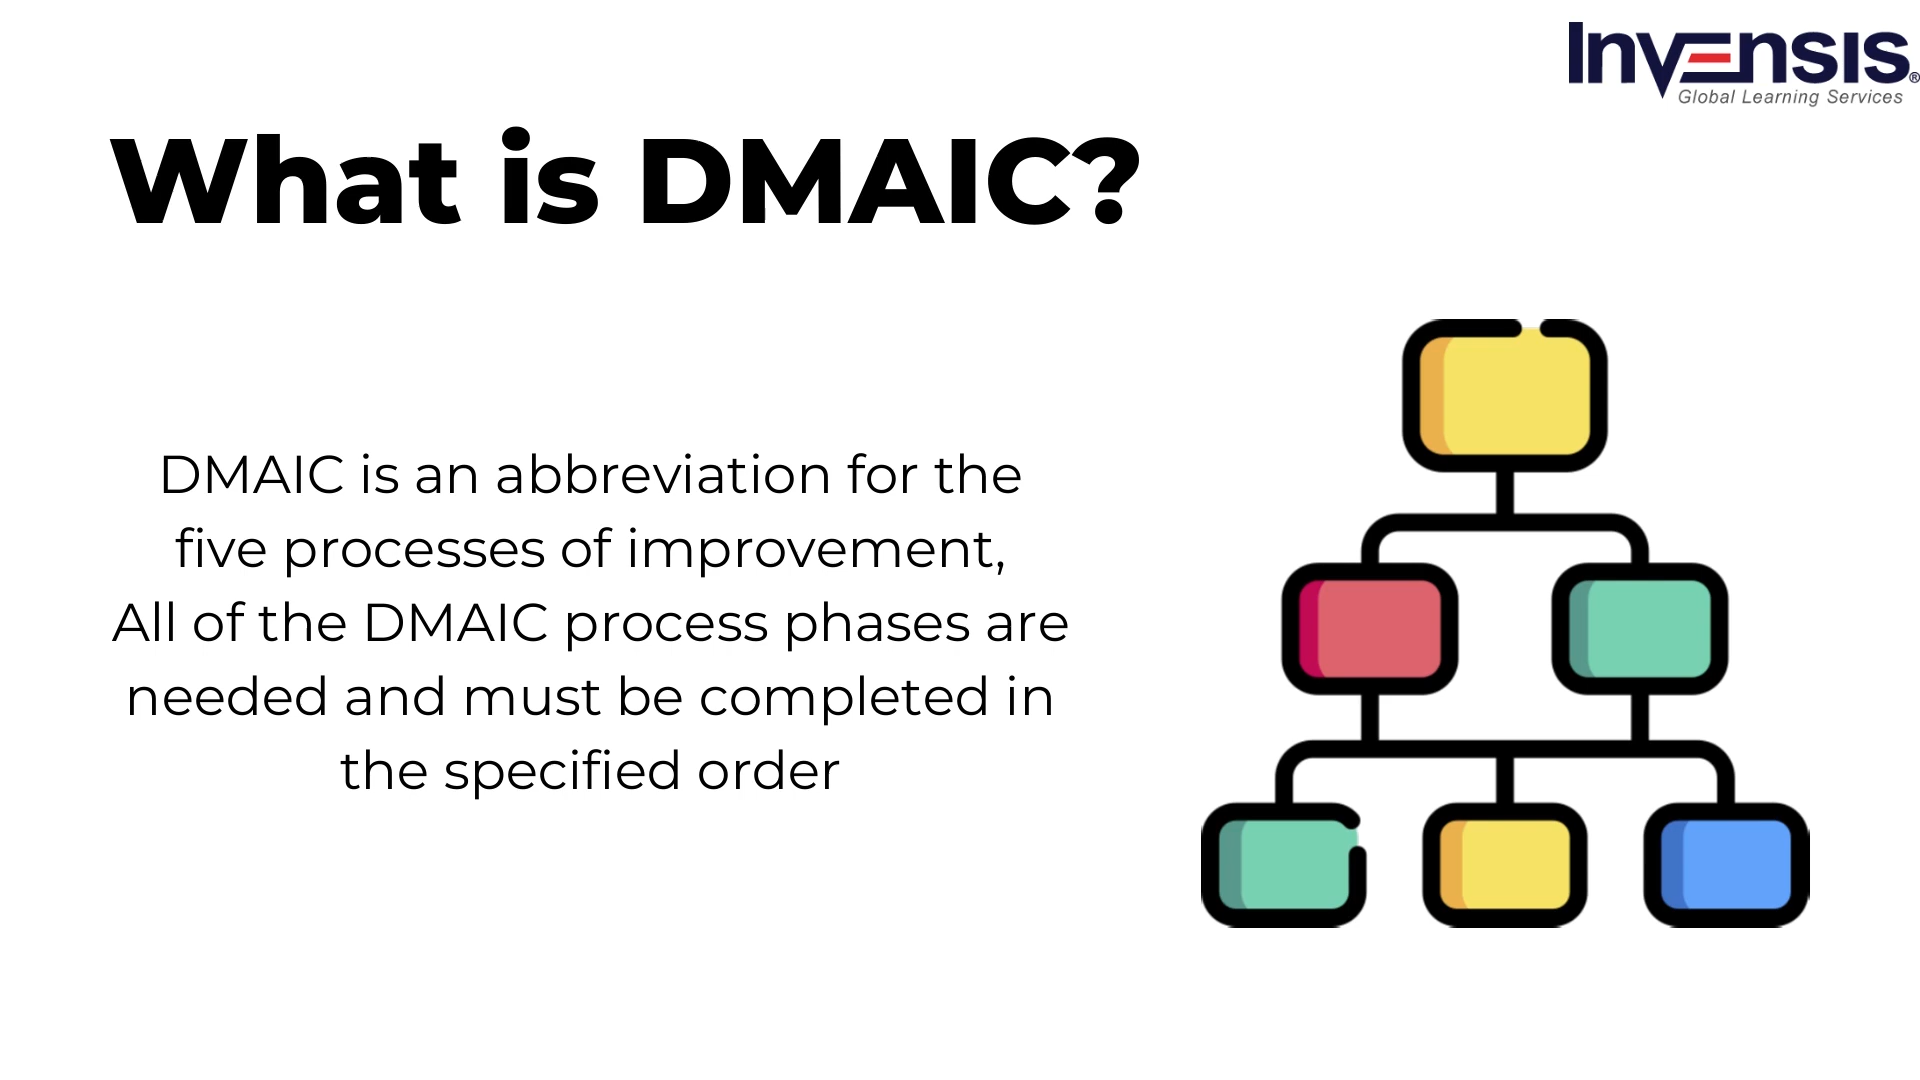 Invensis®
Global Learning Services
What is DMAIC?
DMAIC is an abbreviation for the
five processes of improvement,
All of the DMAIC process phases are
needed and must be completed in
the specified order